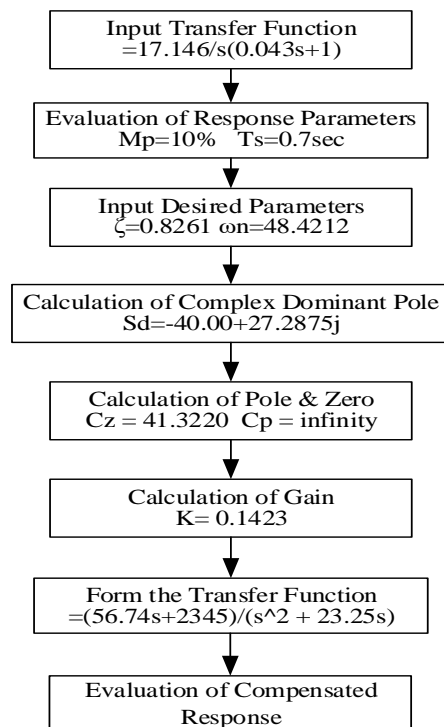 Input Transfer Function
=17.146/s(0.043s+1)
Evaluation of Response Parameters
Mp=10% Ts=0.7sec
Input Desired Parameters
ζ=0.8261 ωn=48.4212
Calculation of Complex Dominant Pole
Sd=-40.00+27.2875j
Calculation of Pole & Zero
Cz = 41.3220 Cp = infinity
Calculation of Gain
K= 0.1423
Form the Transfer Function
=(56.74s+2345)/(s^2 + 23.25s)
Evaluation of Compensated
Response